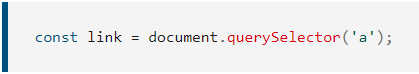 const link = document.querySelector('a');